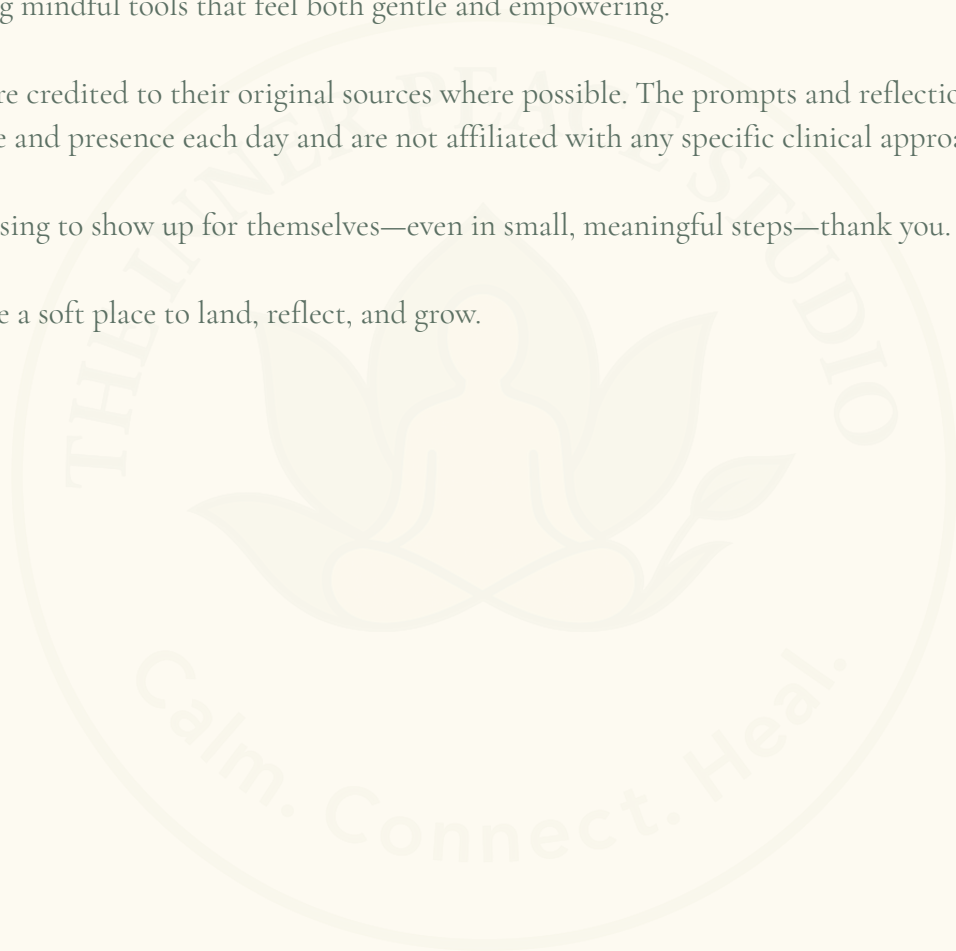 g mindful tools that feel both gentle and empowering.
re credited to their original sources where possible. The prompts and reflectio
e and presence each day and are not affiliated with any specific clinical approa
sing to show up for themselves—even in small, meaningful steps—thank you.
e a soft place to land, reflect, and grow.
THE INNER PEACE STUDIO
Calm. Connect. Heal.